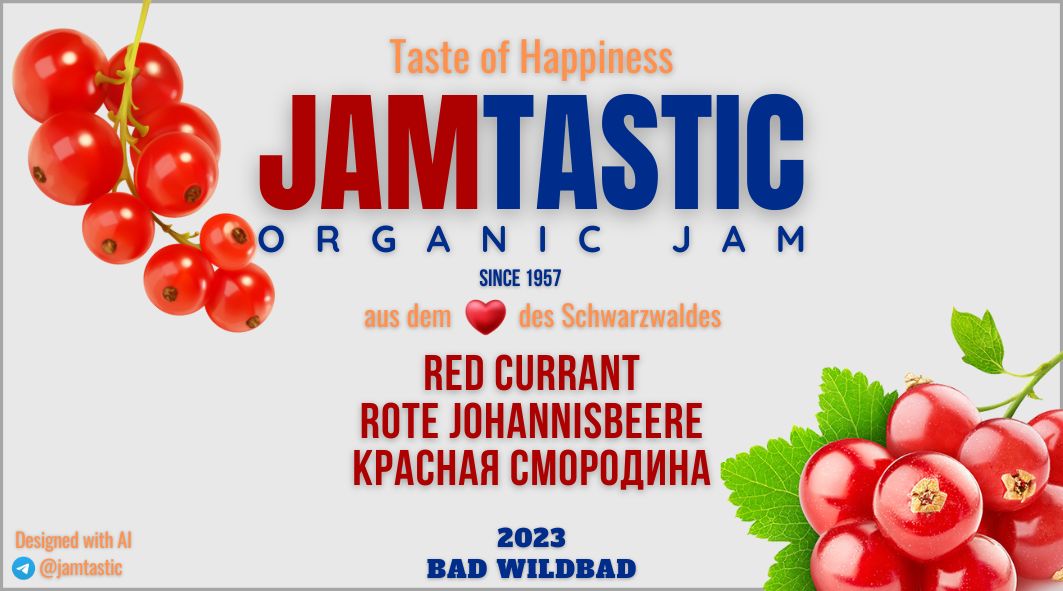 Taste of Happiness
JAMTASTIC
ORGANIC JAM
SINCE 1957
aus dem ❤️ des Schwarzwaldes
RED CURRANT
ROTE JOHANNISBEERE
КРАСНАЯ СМОРОДИНА
2023
BAD WILDBAD
Designed with AI
@jamtastic